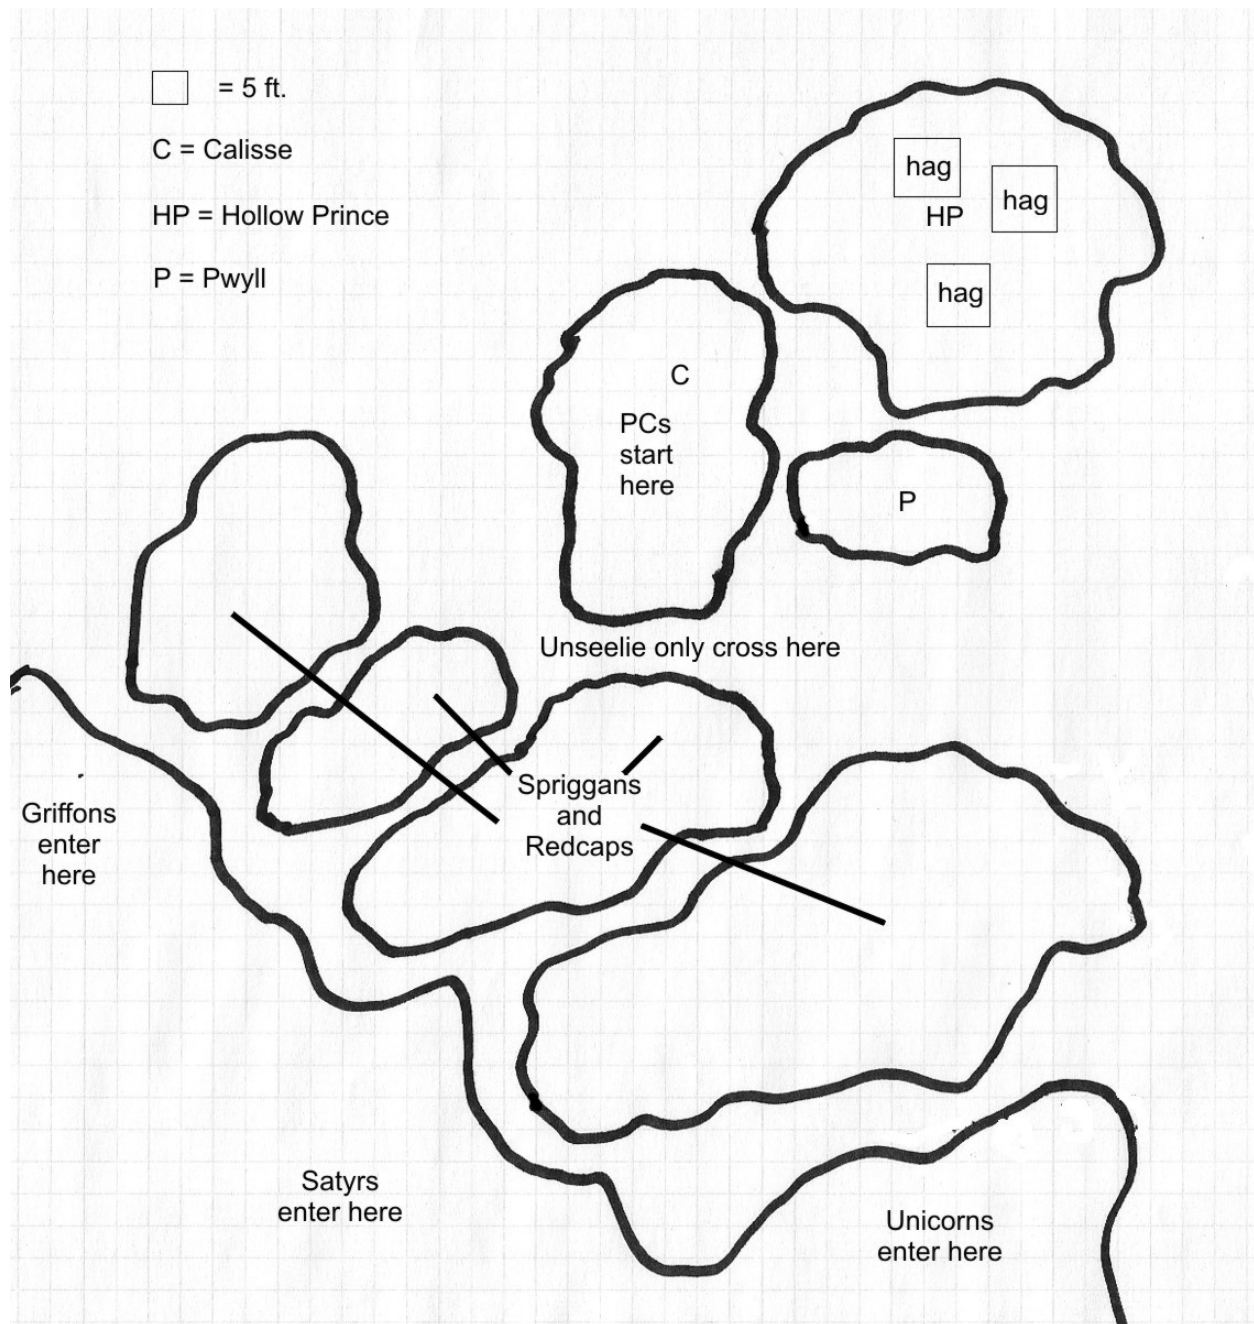 = 5 ft.
C = Calisse
HP = Hollow Prince
P = Pwyll
hag
hag
HP
hag
C
PCs
start
here
P
Unseelie only cross here
Spriggans
and
Redcaps
Griffons
enter
here
Satyrs
enter here
Unicorns
enter here